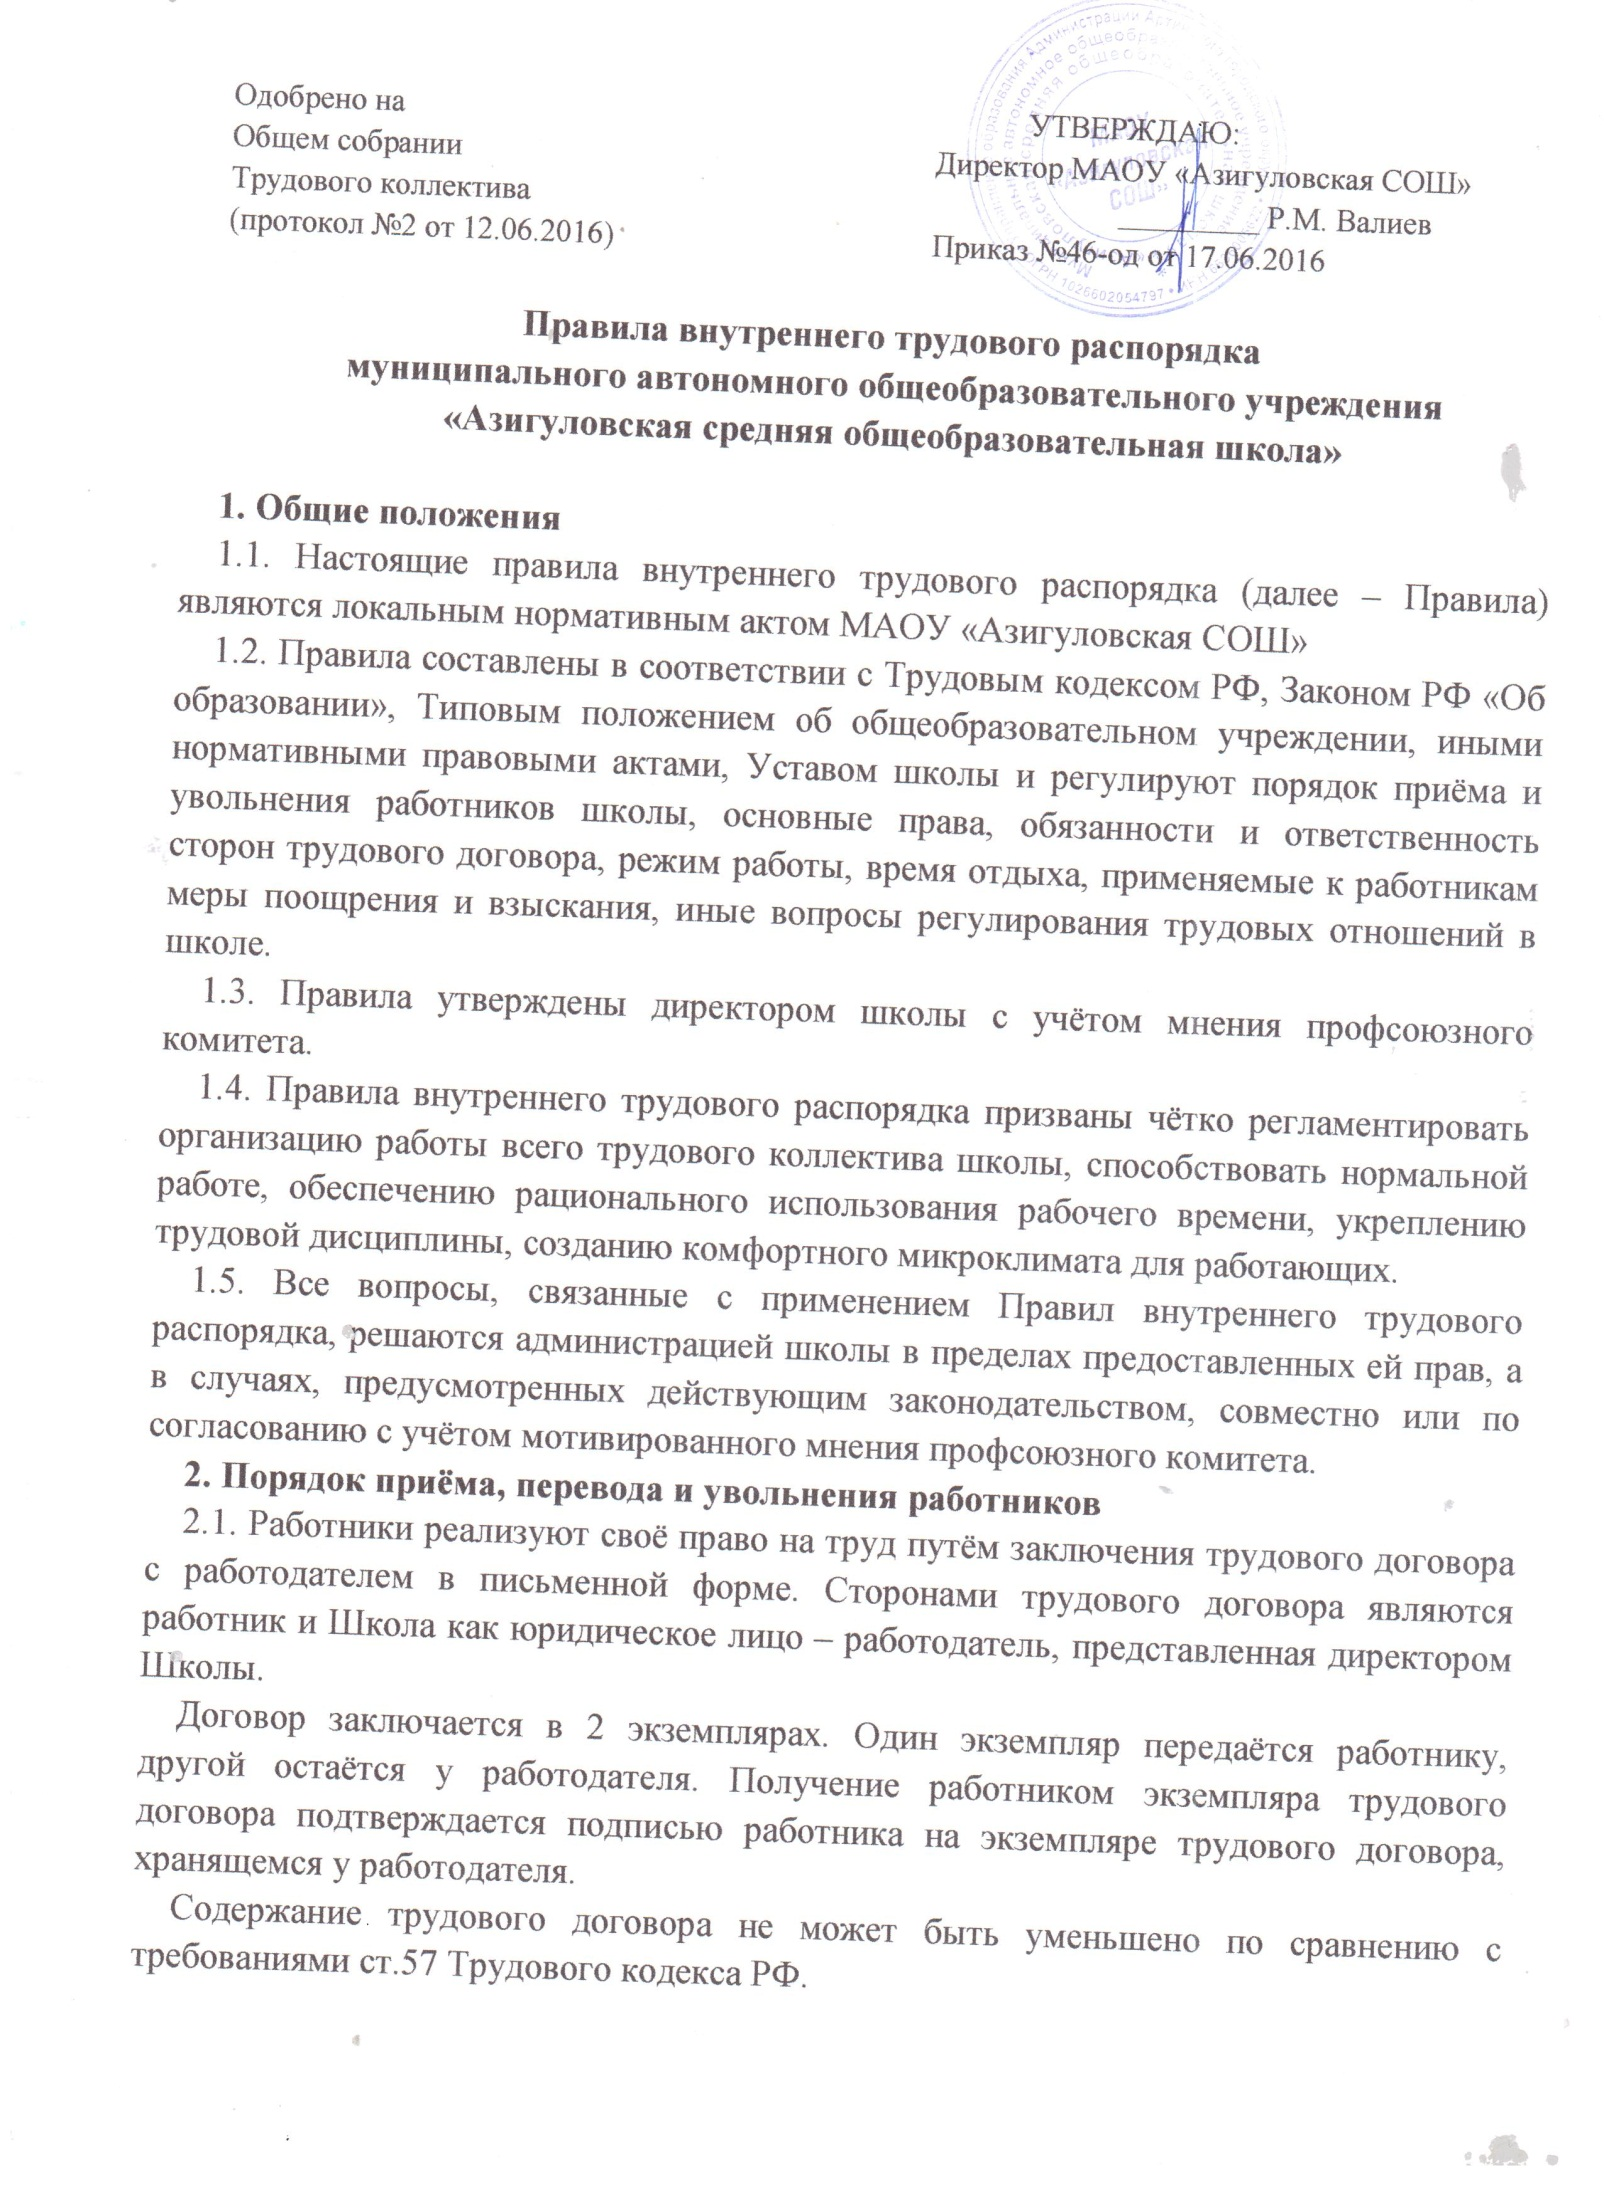 Одобрено на
Общем собрании
Трудового коллектива
(протокол №2 от 12.06.2016)
УТВЕРЖДАЮ:
Директор МАОУ «Азигуловская СОШ»
Р.М. Валиев
Приказ №46-од от 17.06.2016
МАОУ
«Азигуловская
СОШ»
ОГРН 1026602054797
Правила внутреннего трудового распорядка
муниципального автономного общеобразовательного учреждения
«Азигуловская средняя общеобразовательная школа»
1. Общие положения
1.1. Настоящие правила внутреннего трудового распорядка (далее – Правила)
являются локальным нормативным актом МАОУ «Азигуловская СОШ»
1.2. Правила составлены в соответствии с Трудовым кодексом РФ, Законом РФ «Об
образовании», Типовым положением об общеобразовательном учреждении, иными
нормативными правовыми актами, Уставом школы и регулируют порядок приёма и
увольнения работников школы, основные права, обязанности и ответственность
сторон трудового договора, режим работы, время отдыха, применяемые к работникам
меры поощрения и взыскания, иные вопросы регулирования трудовых отношений в
школе.
1.3. Правила утверждены директором школы с учётом мнения профсоюзного
комитета.
1.4. Правила внутреннего трудового распорядка призваны чётко регламентировать
организацию работы всего трудового коллектива школы, способствовать нормальной
работе, обеспечению рационального использования рабочего времени, укреплению
трудовой дисциплины, созданию комфортного микроклимата для работающих.
1.5. Все вопросы, связанные с применением Правил внутреннего трудового
распорядка, решаются администрацией школы в пределах предоставленных ей прав, а
в случаях, предусмотренных действующим законодательством, совместно или по
согласованию с учётом мотивированного мнения профсоюзного комитета.
2. Порядок приёма, перевода и увольнения работников
2.1. Работники реализуют своё право на труд путём заключения трудового договора
с работодателем в письменной форме. Сторонами трудового договора являются
работник и Школа как юридическое лицо – работодатель, представленная директором
Школы.
Договор заключается в 2 экземплярах. Один экземпляр передаётся работнику,
другой остаётся у работодателя. Получение работником экземпляра трудового
договора подтверждается подписью работника на экземпляре трудового договора,
хранящемся у работодателя.
Содержание трудового договора не может быть уменьшено по сравнению с
требованиями ст.57 Трудового кодекса РФ.